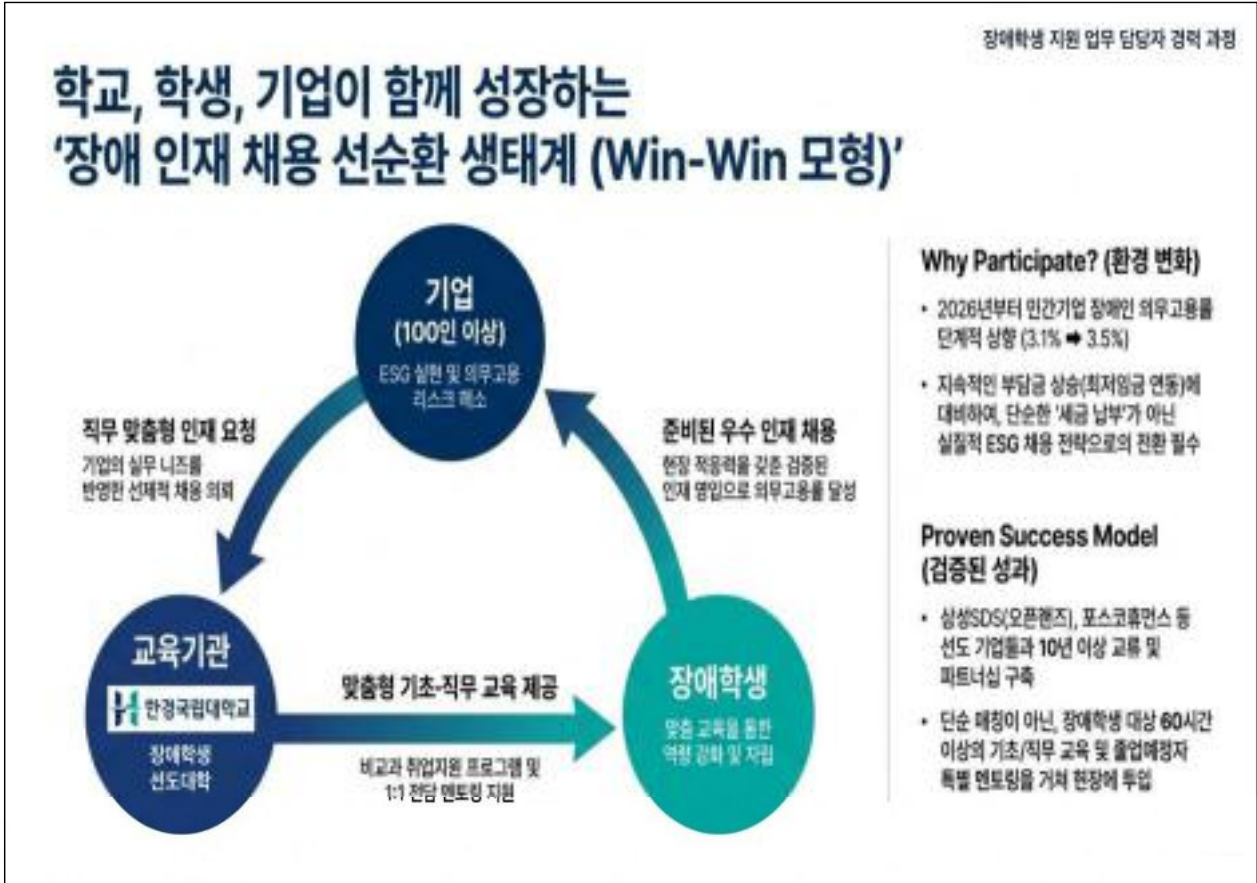 장애학생 지원 업무 담당자 경력 과정
학교, 학생, 기업이 함께 성장하는
'장애 인재 채용 선순환 생태계 (Win-Win 모형)'
기업
(100인 이상)
ESG 실현 및 의무고용
리스크 해소
직무 맞춤형 인재 요청
기업의 실무 니즈를
반영한 선제적 채용 의뢰
준비된 우수 인재 채용
현장 적응력을 갖춘 검증된
인재 영입으로 의무고용률 달성
교육기관
한경국립대학교
장애학생
선도대학
맞춤형 기초-직무 교육 제공
비교과 취업지원 프로그램 및
1:1 전담 멘토링 지원
장애학생
맞춤 교육을 통한
역량 강화 및 자립
Why Participate? (환경 변화)
• 2026년부터 민간기업 장애인 의무고용률
단계적 상향 (3.1% ➡ 3.5%)
• 지속적인 부담금 상승(최저임금 연동)에
대비하여, 단순한 '세금 납부'가 아닌
실질적 ESG 채용 전략으로의 전환 필수
Proven Success Model
(검증된 성과)
• 삼성SDS(오픈핸즈), 포스코휴먼스 등
선도 기업들과 10년 이상 교류 및
파트너십 구축
• 단순 매칭이 아닌, 장애학생 대상 60시간
이상의 기초/직무 교육 및 졸업예정자
특별 멘토링을 거쳐 현장에 투입